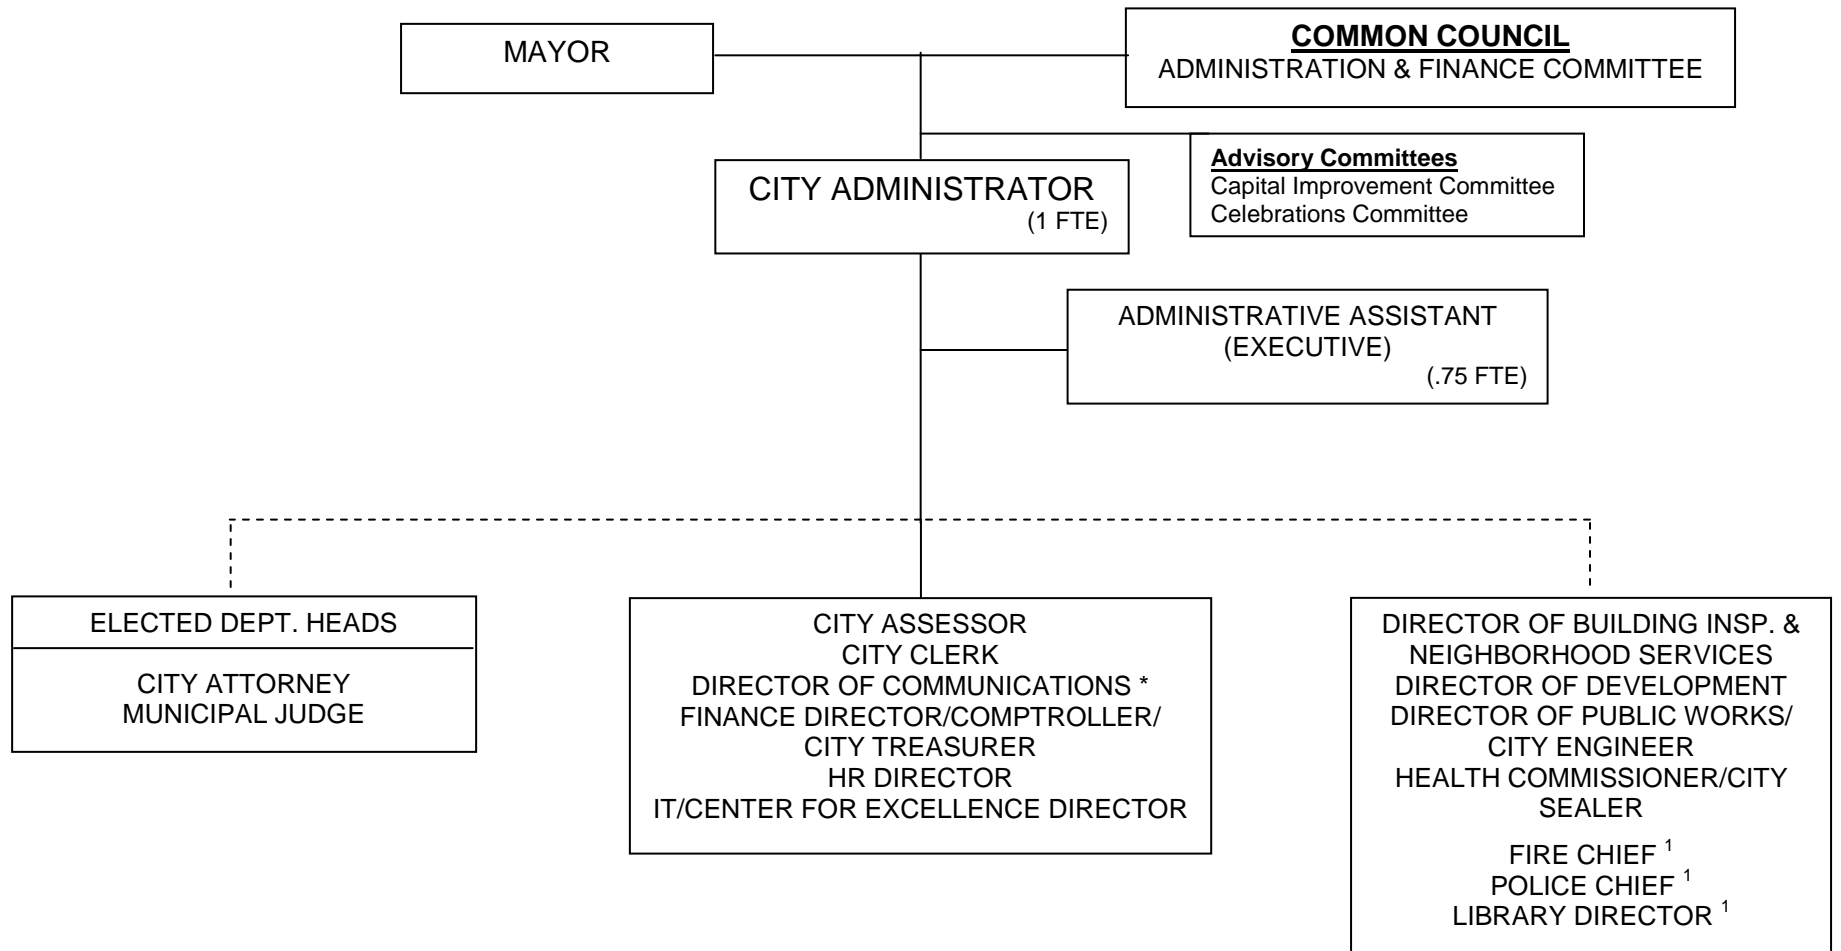 MAYOR
COMMON COUNCIL
ADMINISTRATION & FINANCE COMMITTEE
Advisory Committees
Capital Improvement Committee
Celebrations Committee
CITY ADMINISTRATOR
(1 FTE)
ADMINISTRATIVE ASSISTANT
(EXECUTIVE)
(.75 FTE)
ELECTED DEPT. HEADS
CITY ATTORNEY
MUNICIPAL JUDGE
CITY ASSESSOR
CITY CLERK
DIRECTOR OF COMMUNICATIONS *
FINANCE DIRECTOR/COMPTROLLER/
CITY TREASURER
HR DIRECTOR
IT/CENTER FOR EXCELLENCE DIRECTOR
DIRECTOR OF BUILDING INSP. &
NEIGHBORHOOD SERVICES
DIRECTOR OF DEVELOPMENT
DIRECTOR OF PUBLIC WORKS/
CITY ENGINEER
HEALTH COMMISSIONER/CITY
SEALER
FIRE CHIEF ¹
POLICE CHIEF ¹
LIBRARY DIRECTOR ¹